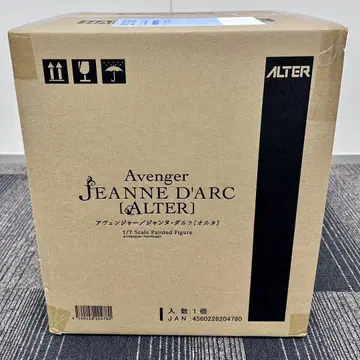 ALTER
Avenger
JEANNE D'ARC
[ALTER]
アヴェンジャー／ジャンヌ・ダルク[オルタ]
1/7 Scale Painted Figure
入数:1個
JAN:4560228204780